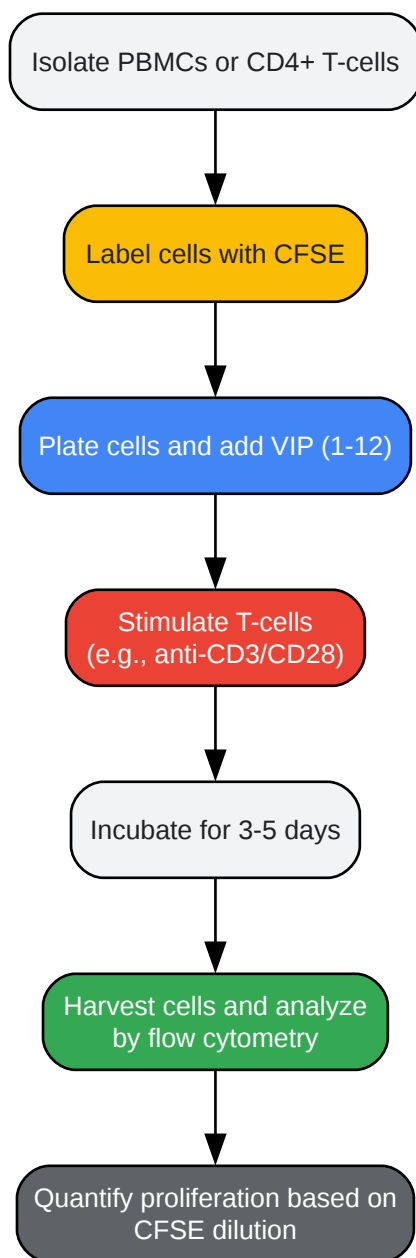 Isolate PBMCs or CD4+ T-cells
Label cells with CFSE
Plate cells and add VIP (1-12)
Stimulate T-cells
(e.g., anti-CD3/CD28)
Incubate for 3-5 days
Harvest cells and analyze
by flow cytometry
Quantify proliferation based on
CFSE dilution